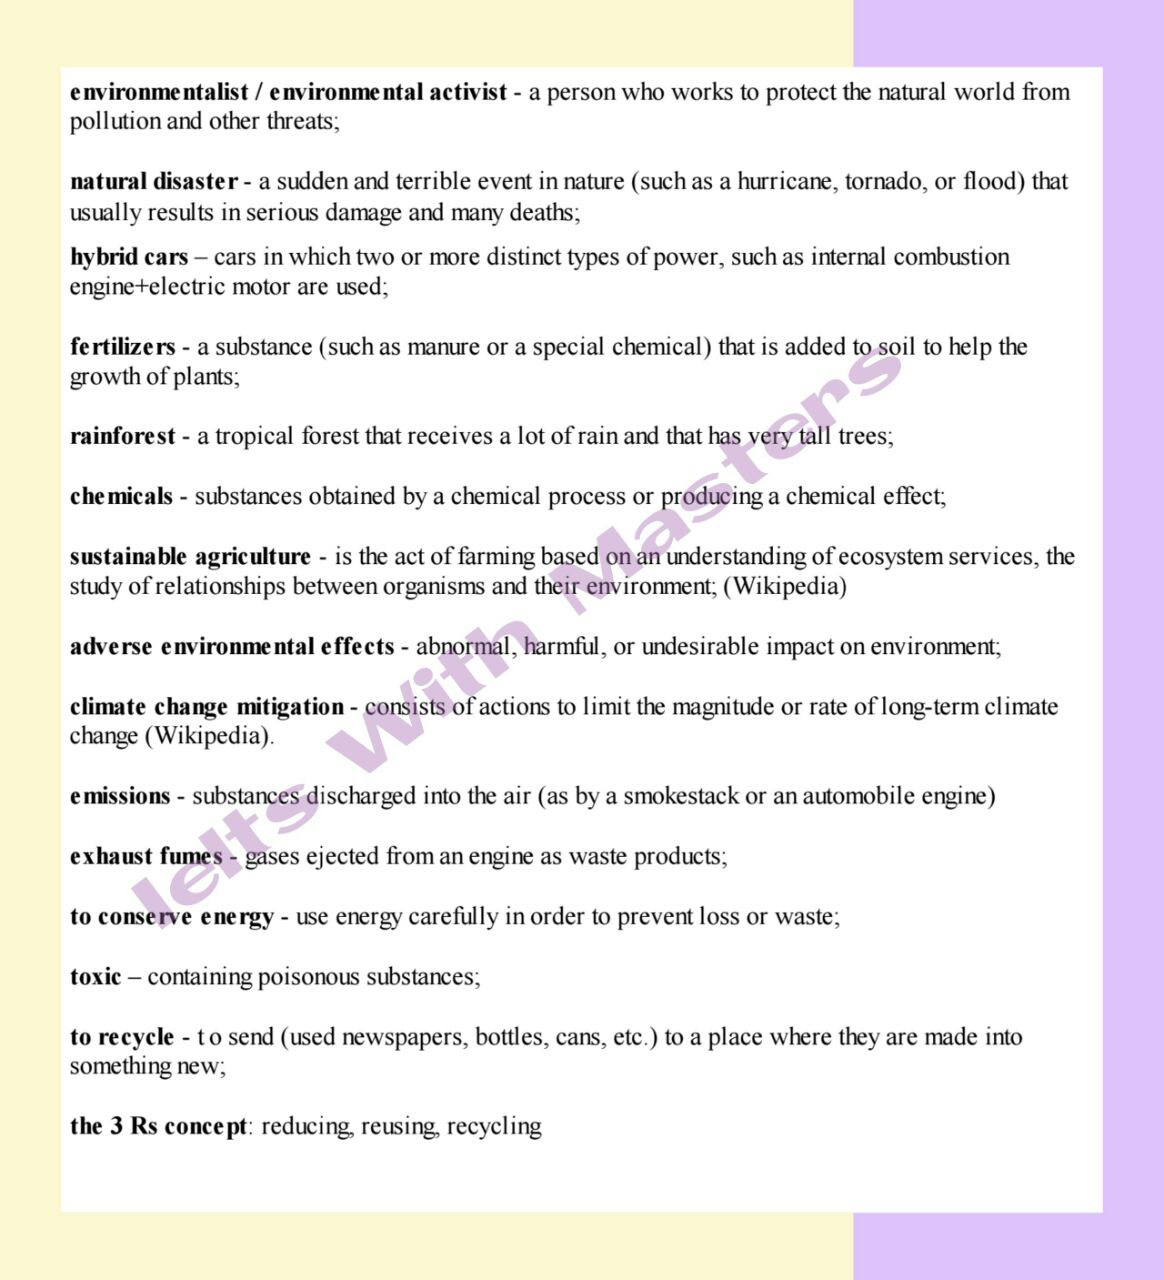 environmentalist / environmental activist - a person who works to protect the natural world from
pollution and other threats;
natural disaster - a sudden and terrible event in nature (such as a hurricane, tornado, or flood) that
usually results in serious damage and many deaths;
hybrid cars – cars in which two or more distinct types of power, such as internal combustion
engine+electric motor are used;
fertilizers - a substance (such as manure or a special chemical) that is added to soil to help the
growth of plants;
rainforest - a tropical forest that receives a lot of rain and that has very tall trees;
chemicals - substances obtained by a chemical process or producing a chemical effect;
sustainable agriculture - is the act of farming based on an understanding of ecosystem services, the
study of relationships between organisms and their environment; (Wikipedia)
adverse environmental effects - abnormal, harmful, or undesirable impact on environment;
climate change mitigation - consists of actions to limit the magnitude or rate of long-term climate
change (Wikipedia).
emissions - substances discharged into the air (as by a smokestack or an automobile engine)
exhaust fumes - gases ejected from an engine as waste products;
to conserve energy - use energy carefully in order to prevent loss or waste;
toxic – containing poisonous substances;
to recycle - to send (used newspapers, bottles, cans, etc.) to a place where they are made into
something new;
the 3 Rs concept: reducing, reusing, recycling
Ielts With Masters